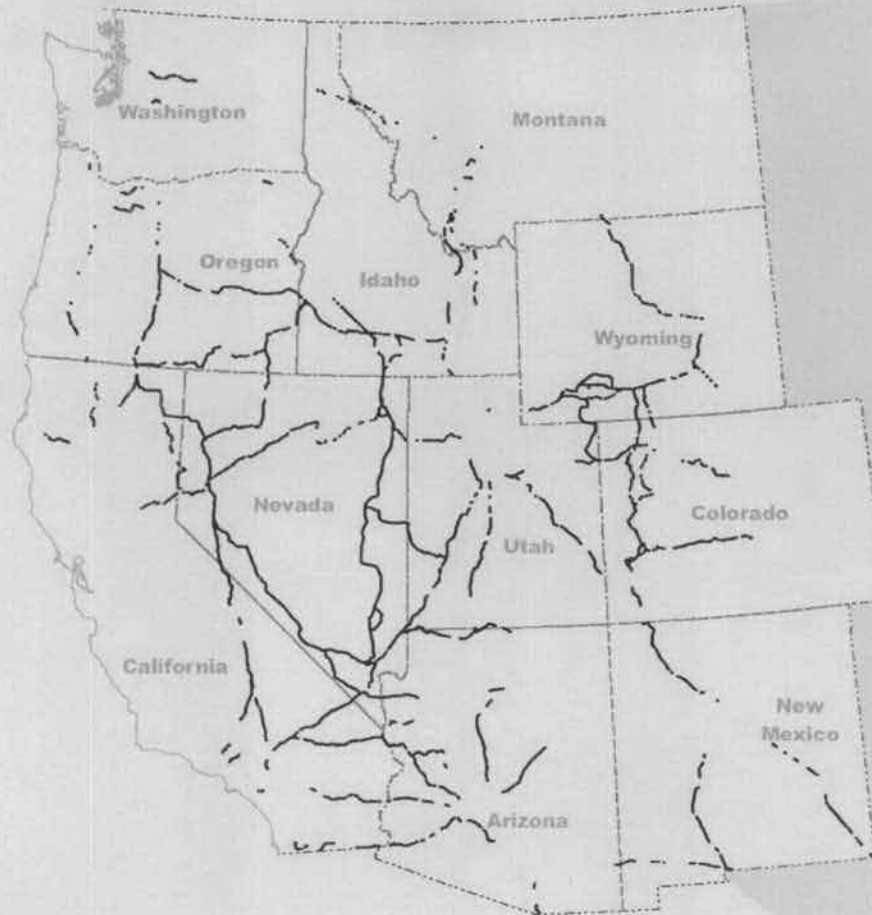 Washington
Montana
Oregon
Idaho
Wyoming
Nevada
Utah
Colorado
California
New
Mexico
Arizona